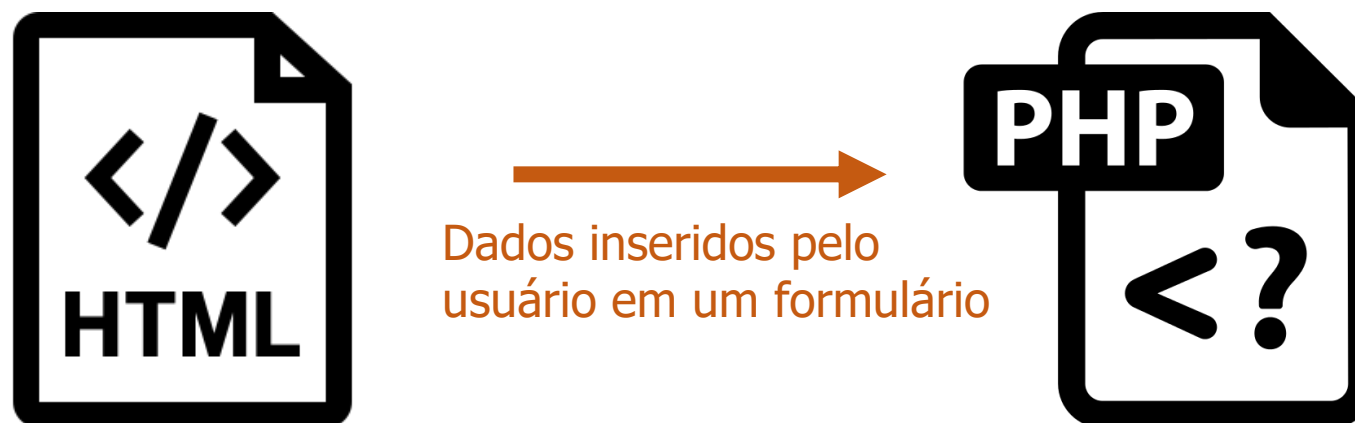 </>
HTML
Dados inseridos pelo
usuário em um formulário
PHP
<?